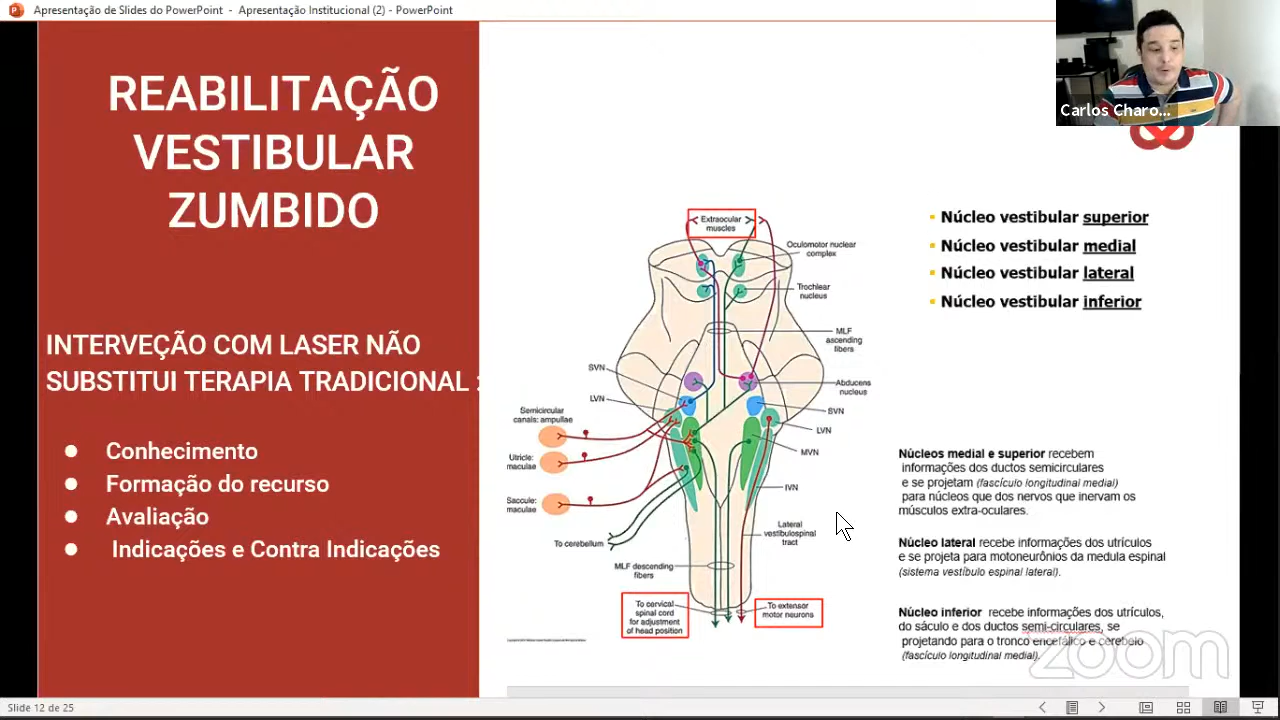 Apresentação de Slides do PowerPoint - Apresentação Institucional (2) - PowerPoint
Carlos Charo...
REABILITAÇÃO
VESTIBULAR
ZUMBIDO
INTERVEÇÃO COM LASER NÃO
SUBSTITUI TERAPIA TRADICIONAL :
Conhecimento
Formação do recurso
Avaliação
Indicações e Contra Indicações
Extraocular
muscles
Oculomotor nuclear
complex
Trochlear
nucleus
MLF
ascending
fibers
SVN
LVN
Abducens
nucleus
Semicircular
canals: ampullae
SVN
LVN
MVN
Utricle:
maculae
IVN
Saccule:
maculae
Lateral
vestibulospinal
tract
To cerebellum
MLF descending
fibers
To cervical
spinal cord
for adjustment
of head position
To extensor
motor neurons
Núcleo vestibular superior
Núcleo vestibular medial
Núcleo vestibular lateral
Núcleo vestibular inferior
Núcleos medial e superior recebem
informações dos ductos semicirculares
e se projetam (fascículo longitudinal medial)
para núcleos que dos nervos que inervam os
músculos extra-oculares.
Núcleo lateral recebe informações dos utrículos
e se projeta para motoneurônios da medula espinal
(sistema vestíbulo espinal lateral).
Núcleo inferior recebe informações dos utrículos,
do sáculo e dos ductos semi-circulares, se
projetando para o tronco encefálico e cerebelo
(fascículo longitudinal medial).
zoom
Slide 12 de 25